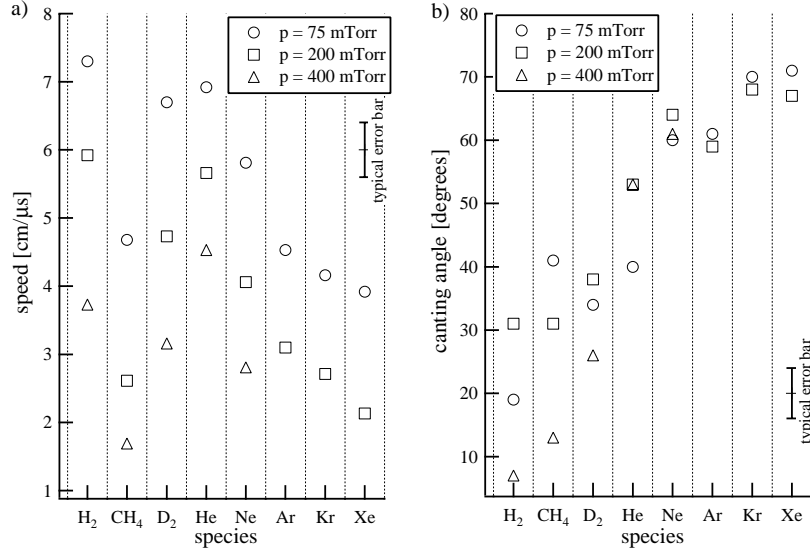 a)
p = 75 mTorr
p = 200 mTorr
p = 400 mTorr
typical error bar
speed [cm/μs]
8
7
6
5
4
3
2
1
H₂ CH₄ D₂ He Ne Ar Kr Xe
species
b)
p = 75 mTorr
p = 200 mTorr
p = 400 mTorr
typical error bar
canting angle [degrees]
80
70
60
50
40
30
20
10
H₂ CH₄ D₂ He Ne Ar Kr Xe
species